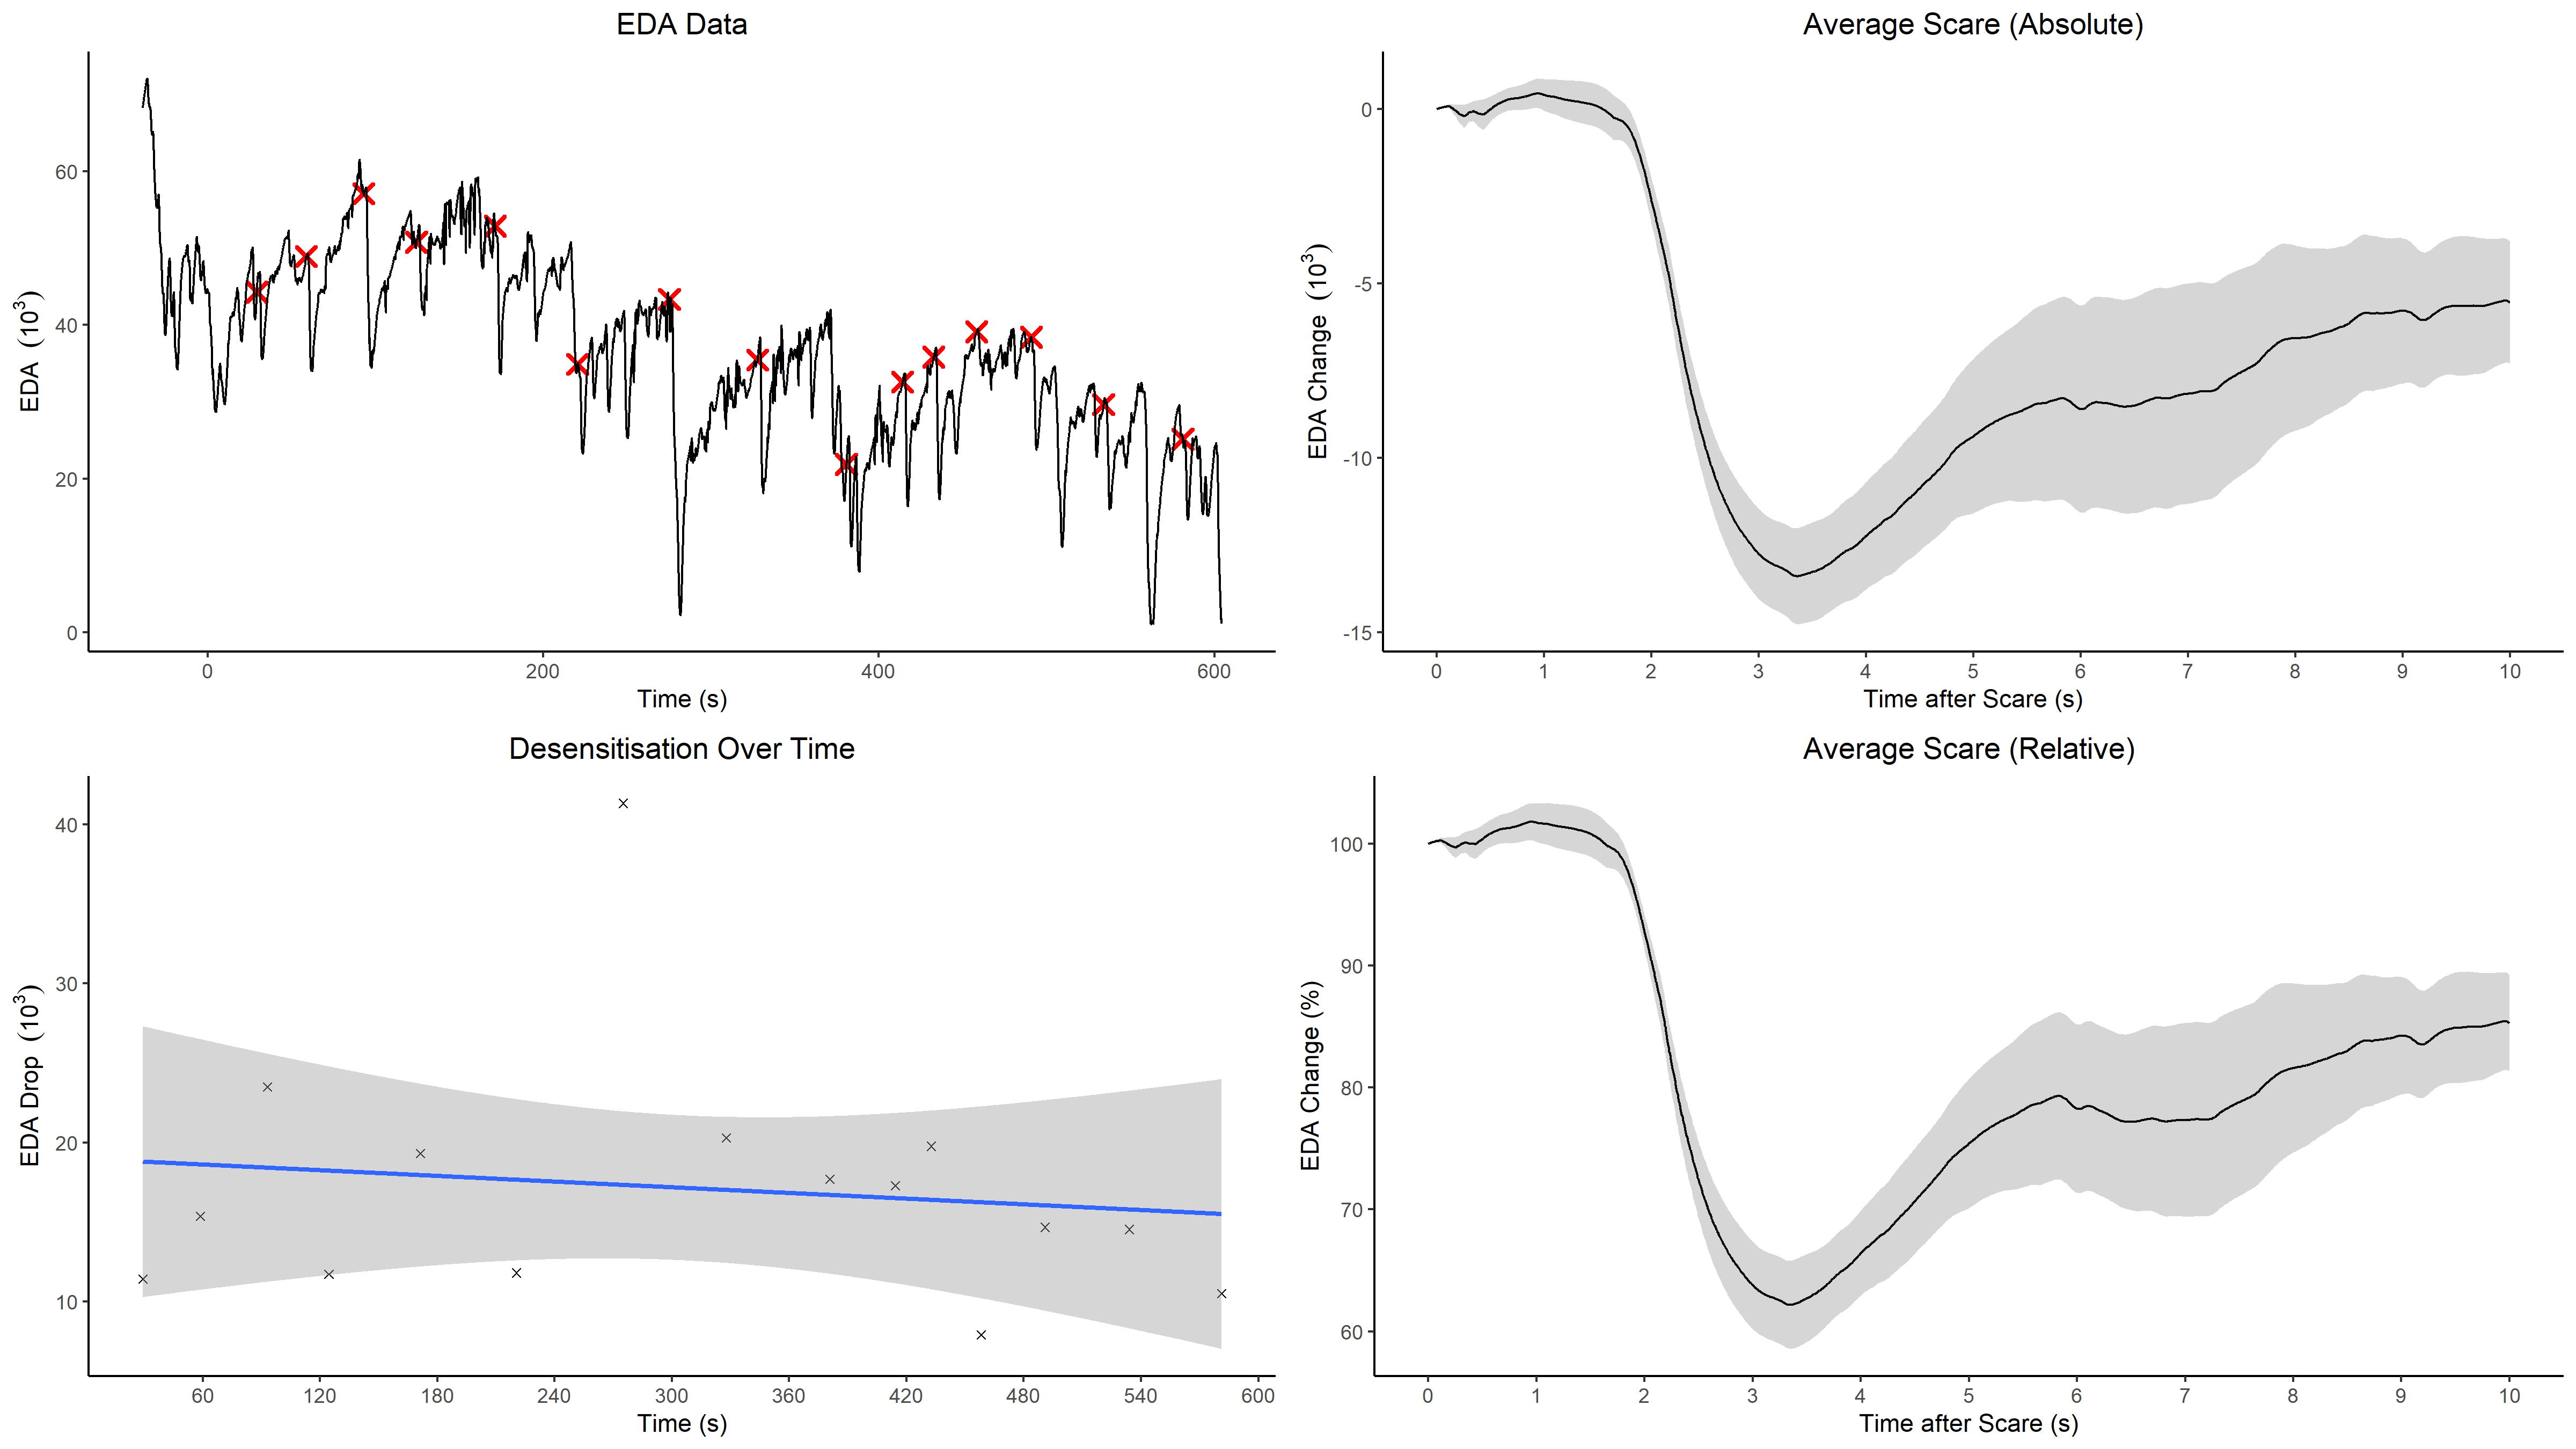 EDA Data
EDA (10³)
60
40
20
0
0 200 400 600
Time (s)
Average Scare (Absolute)
EDA Change (10³)
0
-5
-10
-15
0 1 2 3 4 5 6 7 8 9 10
Time after Scare (s)
Desensitisation Over Time
EDA Drop (10³)
40
30
20
10
60 120 180 240 300 360 420 480 540 600
Time (s)
Average Scare (Relative)
EDA Change (%)
100
90
80
70
60
0 1 2 3 4 5 6 7 8 9 10
Time after Scare (s)